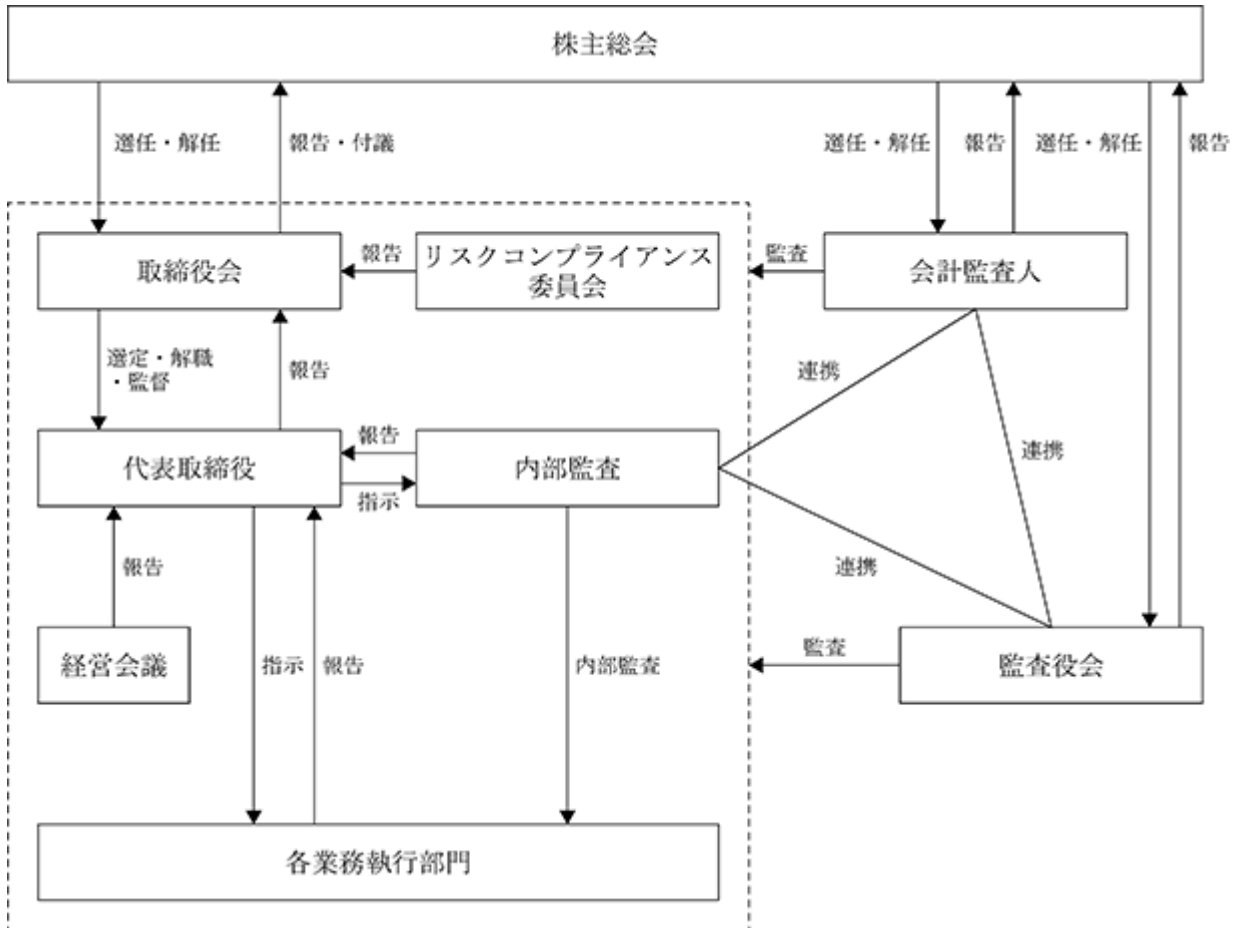 株主総会
選任・解任
報告・付議
選任・解任
報告
選任・解任
報告
取締役会
報告
リスクコンプライアンス
委員会
監査
会計監査人
選定・解職
・監督
報告
連携
代表取締役
報告
指示
内部監査
連携
報告
連携
経営会議
指示
報告
内部監査
監査
監査役会
各業務執行部門